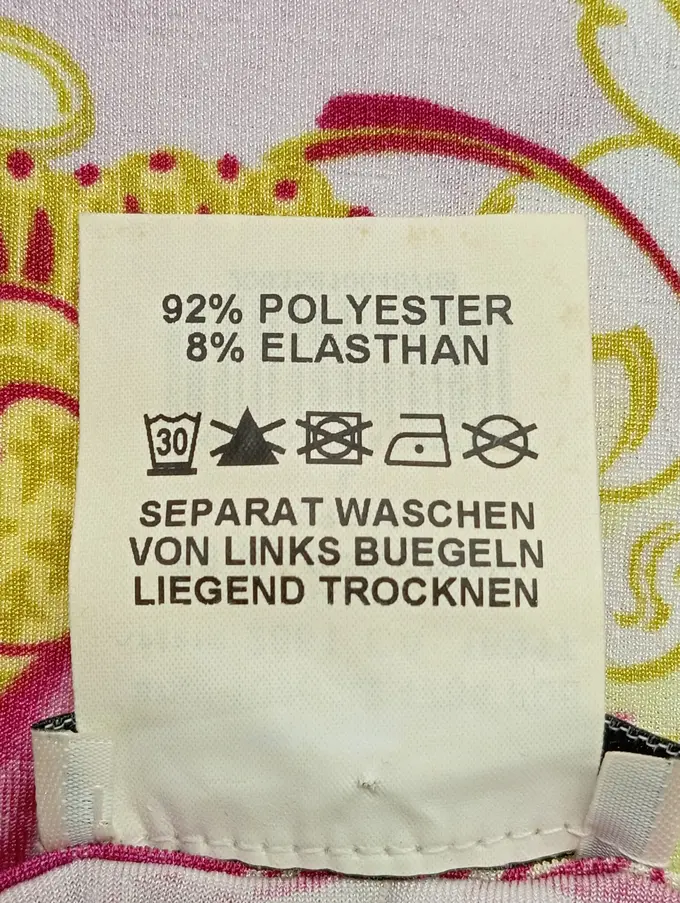 92% POLYESTER
8% ELASTHAN
30
SEPARAT WASCHEN
VON LINKS BUEGELN
LIEGEND TROCKNEN